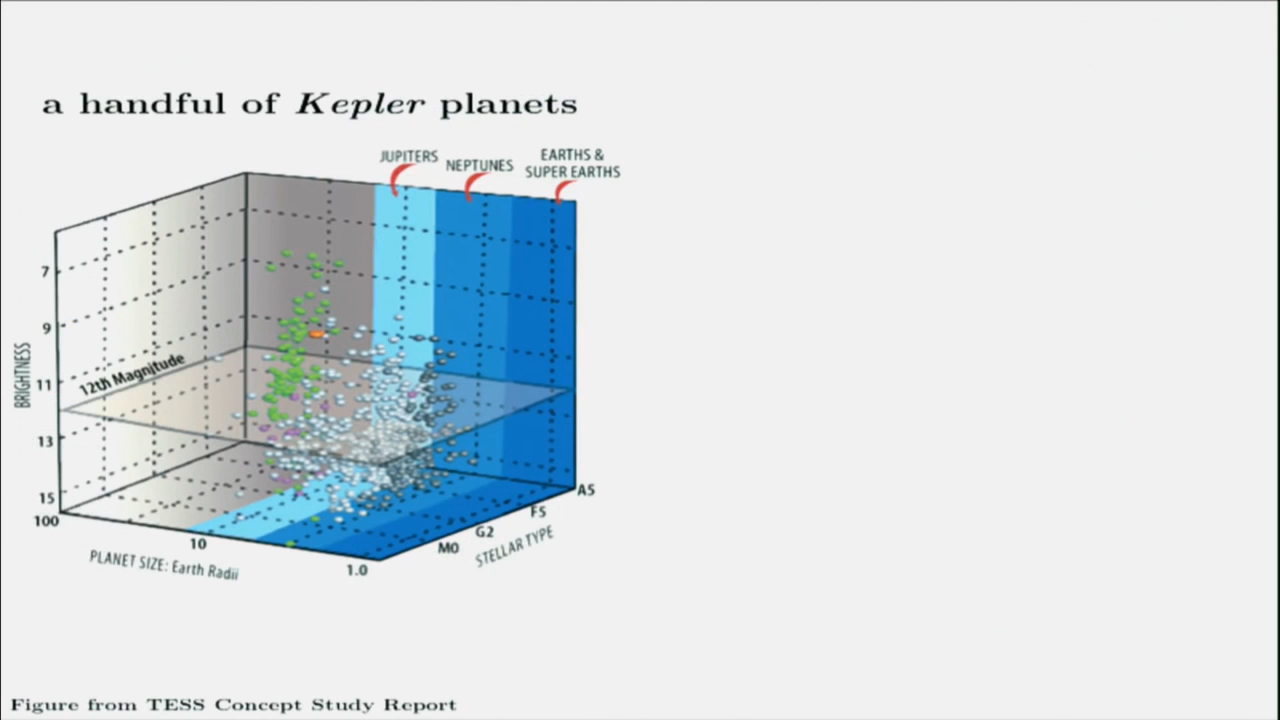 a handful of Kepler planets
JUPITERS
NEPTUNES
EARTHS &
SUPER EARTHS
7
9
11
13
15
BRIGHTNESS
12th Magnitude
100
10
1.0
PLANET SIZE: Earth Radii
M0
G2
F5
A5
STELLAR TYPE
Figure from TESS Concept Study Report